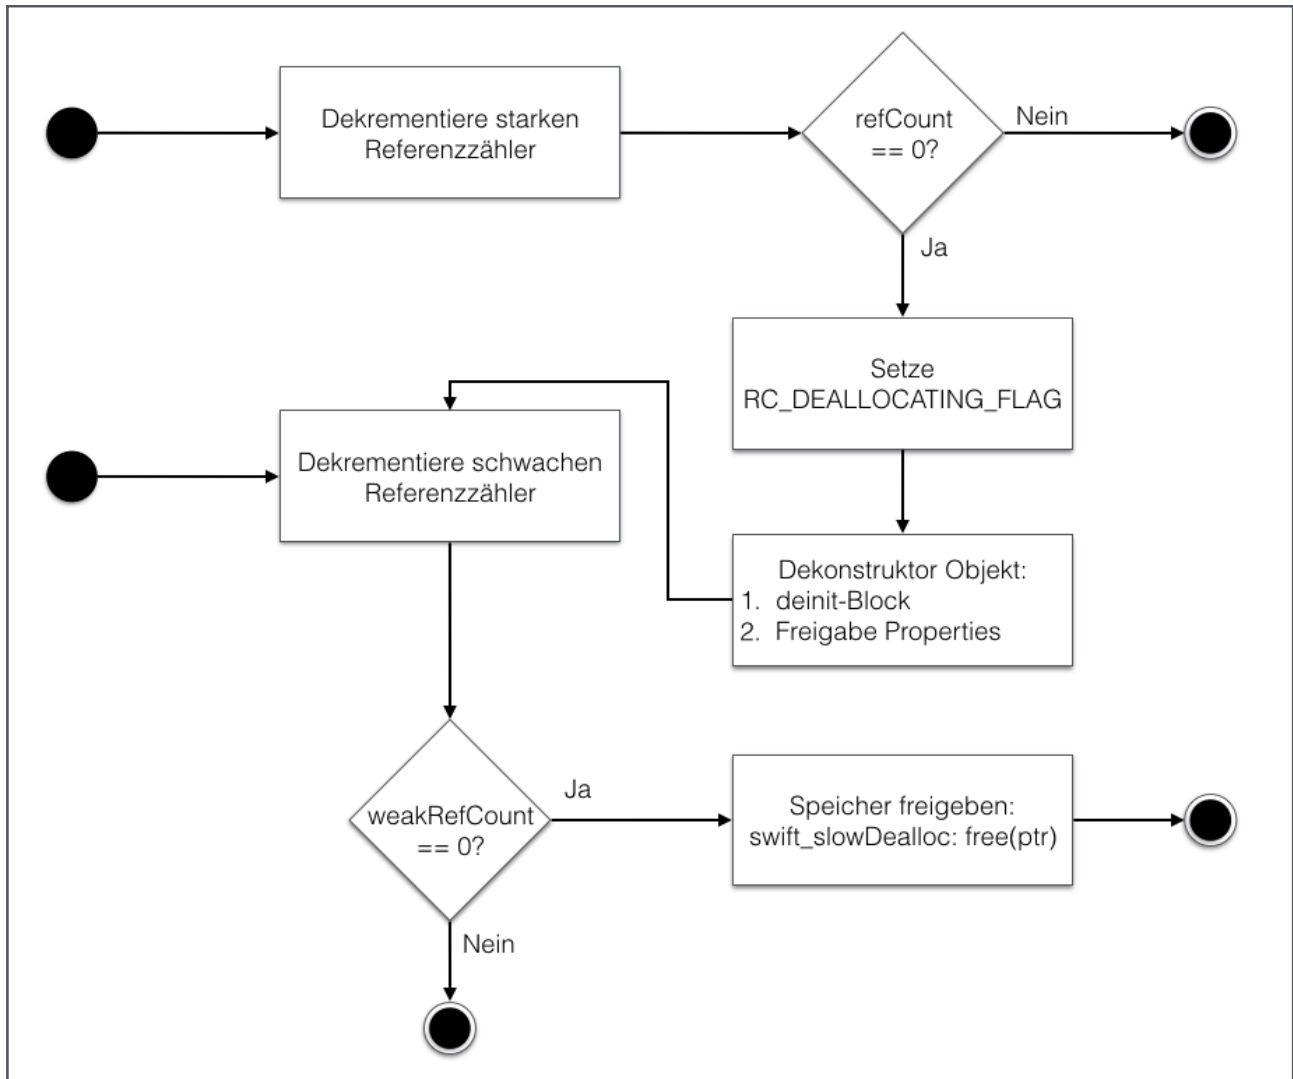 Dekrementiere starken
Referenzzähler
refCount
== 0?
Nein
Ja
Setze
RC_DEALLOCATING_FLAG
Dekrementiere schwachen
Referenzzähler
Dekonstruktor Objekt:
1. deinit-Block
2. Freigabe Properties
weakRefCount
== 0?
Ja
Speicher freigeben:
swift_slowDealloc: free(ptr)
Nein